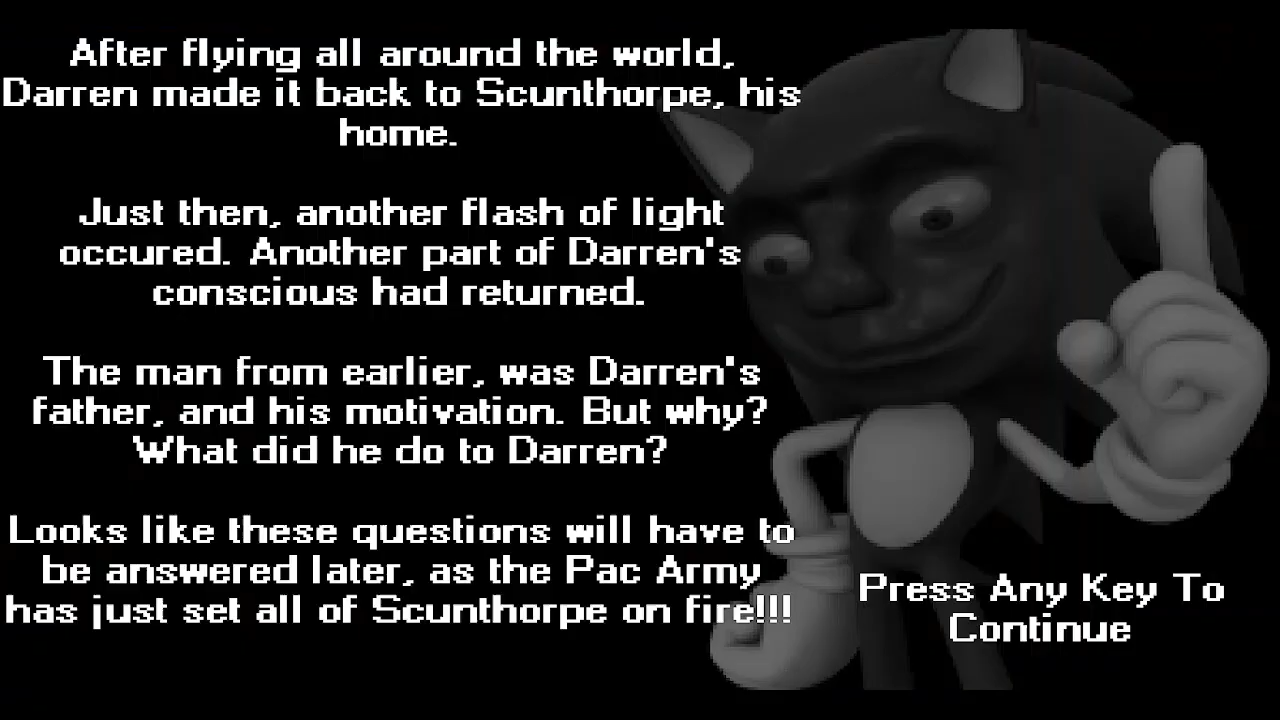 After flying all around the world,
Darren made it back to Scunthorpe, his
home.
Just then, another flash of light
occured. Another part of Darren's
conscious had returned.
The man from earlier, was Darren's
father, and his motivation. But why?
What did he do to Darren?
Looks like these questions will have to
be answered later, as the Pac Army
has just set all of Scunthorpe on fire!!!
Press Any Key To
Continue